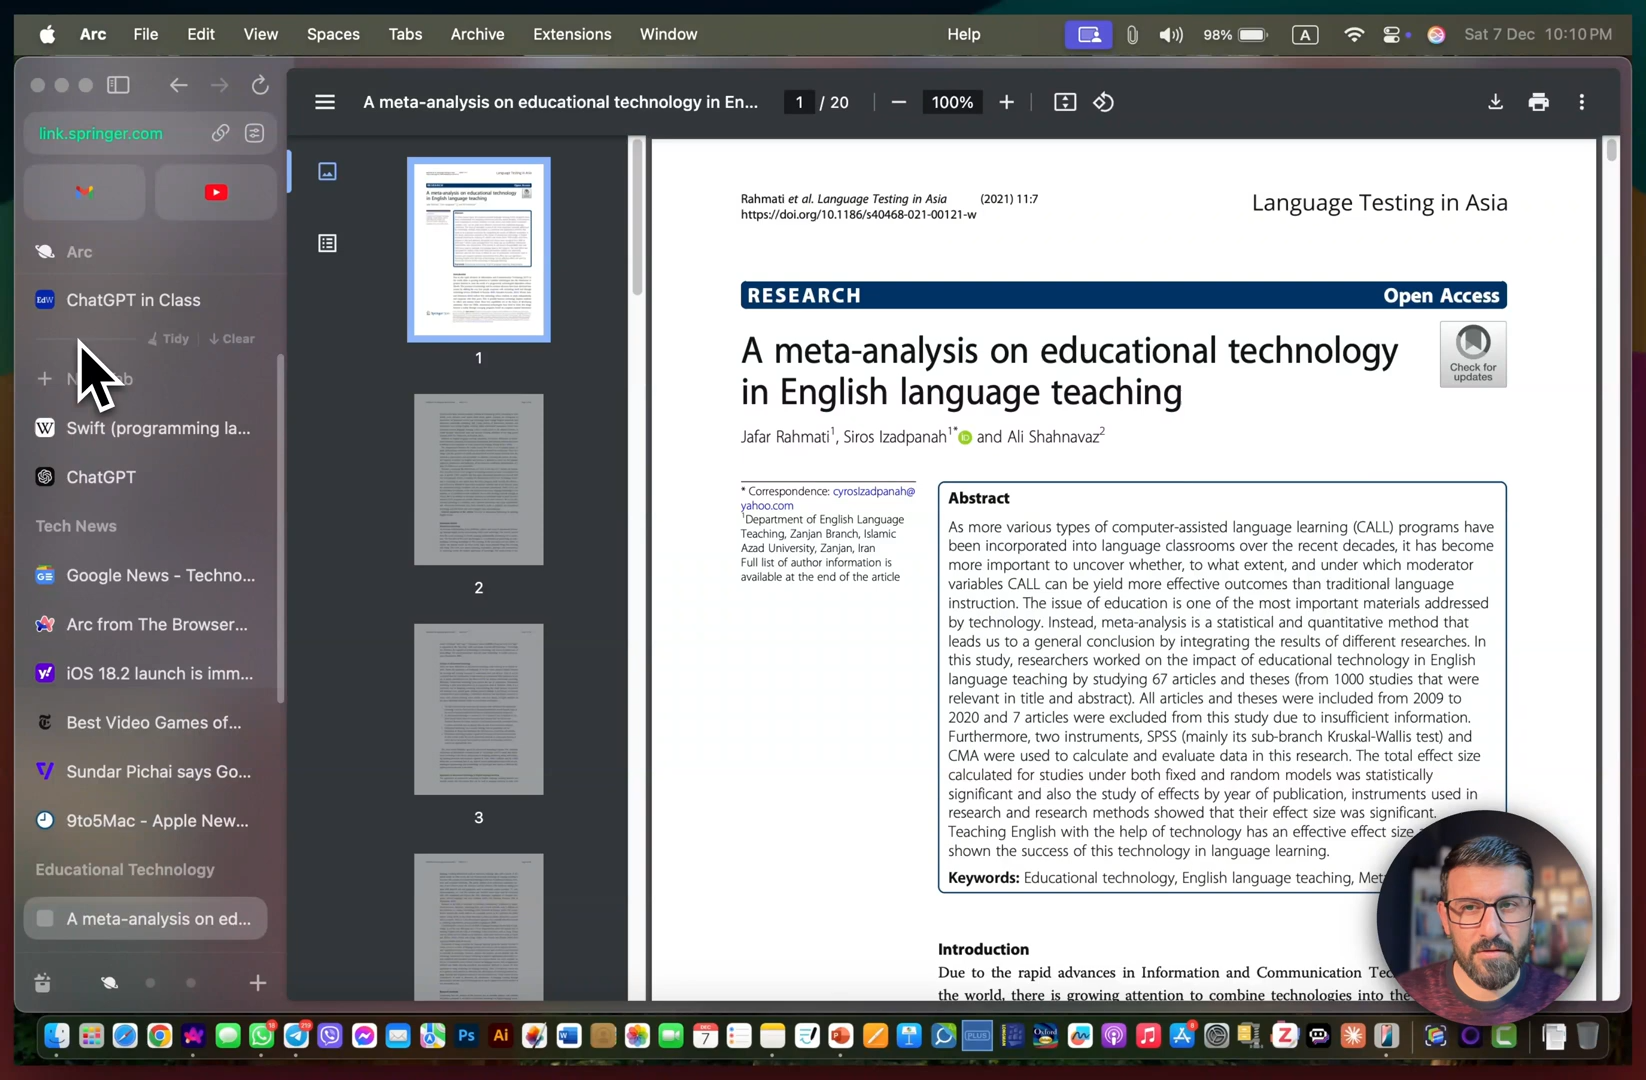 Arc File Edit View Spaces Tabs Archive Extensions Window Help 98% A Sat 7 Dec 10:10 PM
link.springer.com
A meta-analysis on educational technology in En... 1 / 20 100%
Arc
ChatGPT in Class
Tidy Clear
Swift (programming la...
ChatGPT
Tech News
Google News - Techno...
Arc from The Browser...
iOS 18.2 launch is imm...
Best Video Games of...
Sundar Pichai says Go...
9to5Mac - Apple New...
Educational Technology
A meta-analysis on ed...
1
2
3
Rahmati et al. Language Testing in Asia (2021) 11:7
https://doi.org/10.1186/s40468-021-00121-w
Language Testing in Asia
RESEARCH Open Access
A meta-analysis on educational technology
in English language teaching
Check for
updates
Jafar Rahmati1, Siros Izadpanah1* and Ali Shahnavaz2
* Correspondence: cyrosIzadpanah@
yahoo.com
1Department of English Language
Teaching, Zanjan Branch, Islamic
Azad University, Zanjan, Iran
Full list of author information is
available at the end of the article
Abstract
As more various types of computer-assisted language learning (CALL) programs have
been incorporated into language classrooms over the recent decades, it has become
more important to uncover whether, to what extent, and under which moderator
variables CALL can be yield more effective outcomes than traditional language
instruction. The issue of education is one of the most important materials addressed
by technology. Instead, meta-analysis is a statistical and quantitative method that
leads us to a general conclusion by integrating the results of different researches. In
this study, researchers worked on the impact of educational technology in English
language teaching by studying 67 articles and theses (from 1000 studies that were
relevant in title and abstract). All articles and theses were included from 2009 to
2020 and 7 articles were excluded from this study due to insufficient information.
Furthermore, two instruments, SPSS (mainly its sub-branch Kruskal-Wallis test) and
CMA were used to calculate and evaluate data in this research. The total effect size
calculated for studies under both fixed and random models was statistically
significant and also the study of effects by year of publication, instruments used in
research and research methods showed that their effect size was significant.
Teaching English with the help of technology has an effective effect size
shown the success of this technology in language learning.
Keywords: Educational technology, English language teaching,
Introduction
Due to the rapid advances in Information and Communication
the world, there is growing attention to combine technologies into the